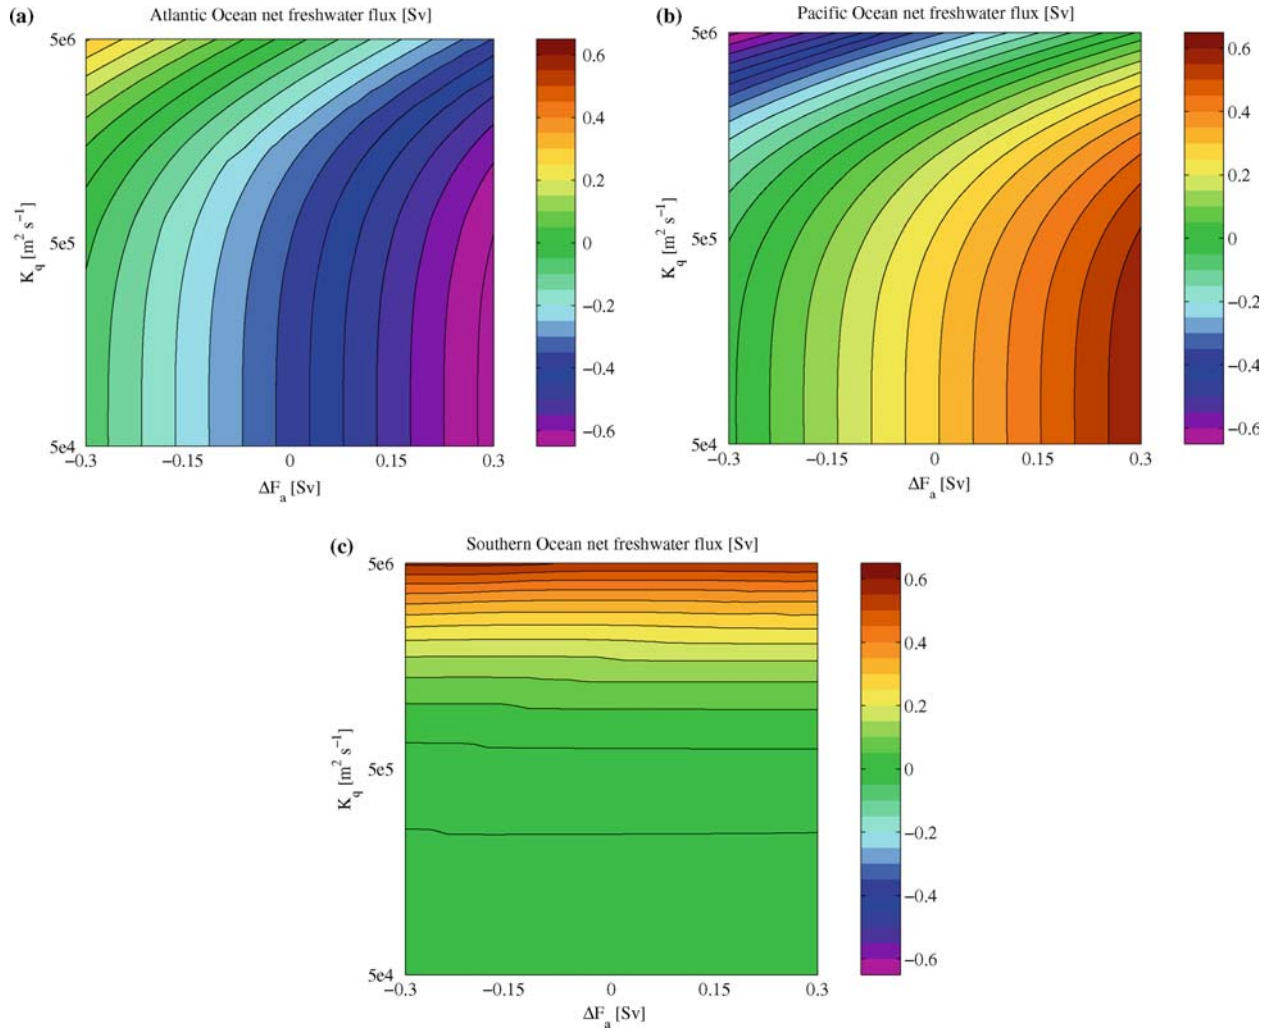 (a)
Atlantic Ocean net freshwater flux [Sv]
5e6
5e5
5e4
K_q [m² s⁻¹]
−0.3
−0.15
0
0.15
0.3
ΔF_a [Sv]
0.6
0.4
0.2
0
−0.2
−0.4
−0.6
(b)
Pacific Ocean net freshwater flux [Sv]
5e6
5e5
5e4
K_q [m² s⁻¹]
−0.3
−0.15
0
0.15
0.3
ΔF_a [Sv]
0.6
0.4
0.2
0
−0.2
−0.4
−0.6
(c)
Southern Ocean net freshwater flux [Sv]
5e6
5e5
5e4
K_q [m² s⁻¹]
−0.3
−0.15
0
0.15
0.3
ΔF_a [Sv]
0.6
0.4
0.2
0
−0.2
−0.4
−0.6